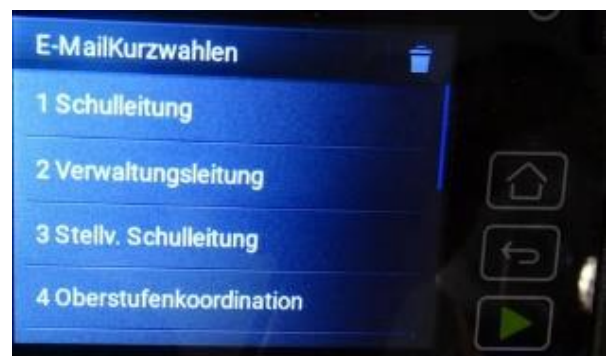 E-MailKurzwahlen
1 Schulleitung
2 Verwaltungsleitung
3 Stellv. Schulleitung
4 Oberstufenkoordination